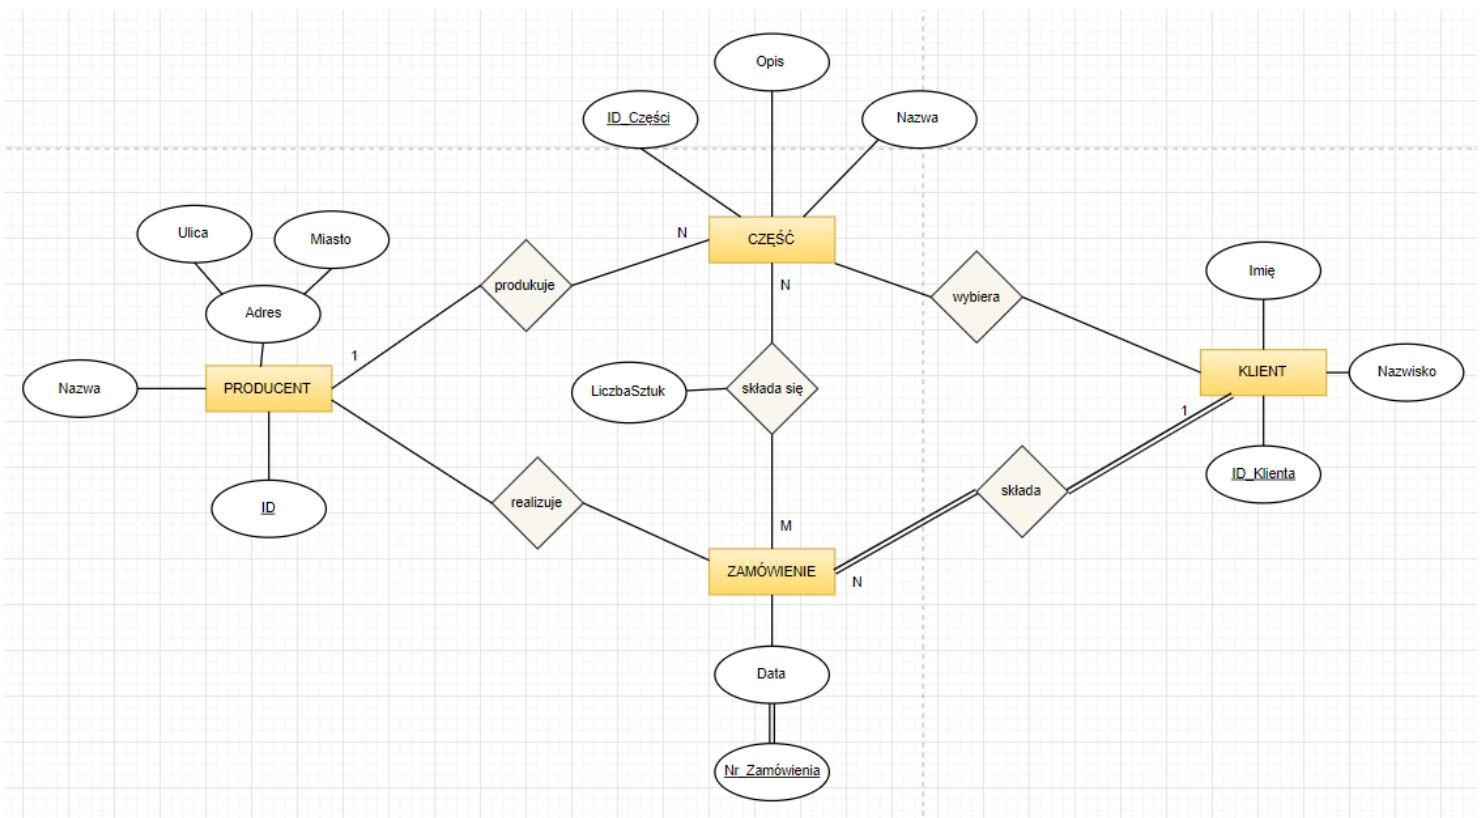 Opis
ID_Części
Nazwa
Ulica
Miasto
N
CZĘŚĆ
Imię
produkuje
N
wybiera
Adres
1
Nazwa
PRODUCENT
LiczbaSztuk
składa się
KLIENT
Nazwisko
1
ID_Klienta
składa
ID
realizuje
M
ZAMÓWIENIE
N
Data
Nr_Zamówienia